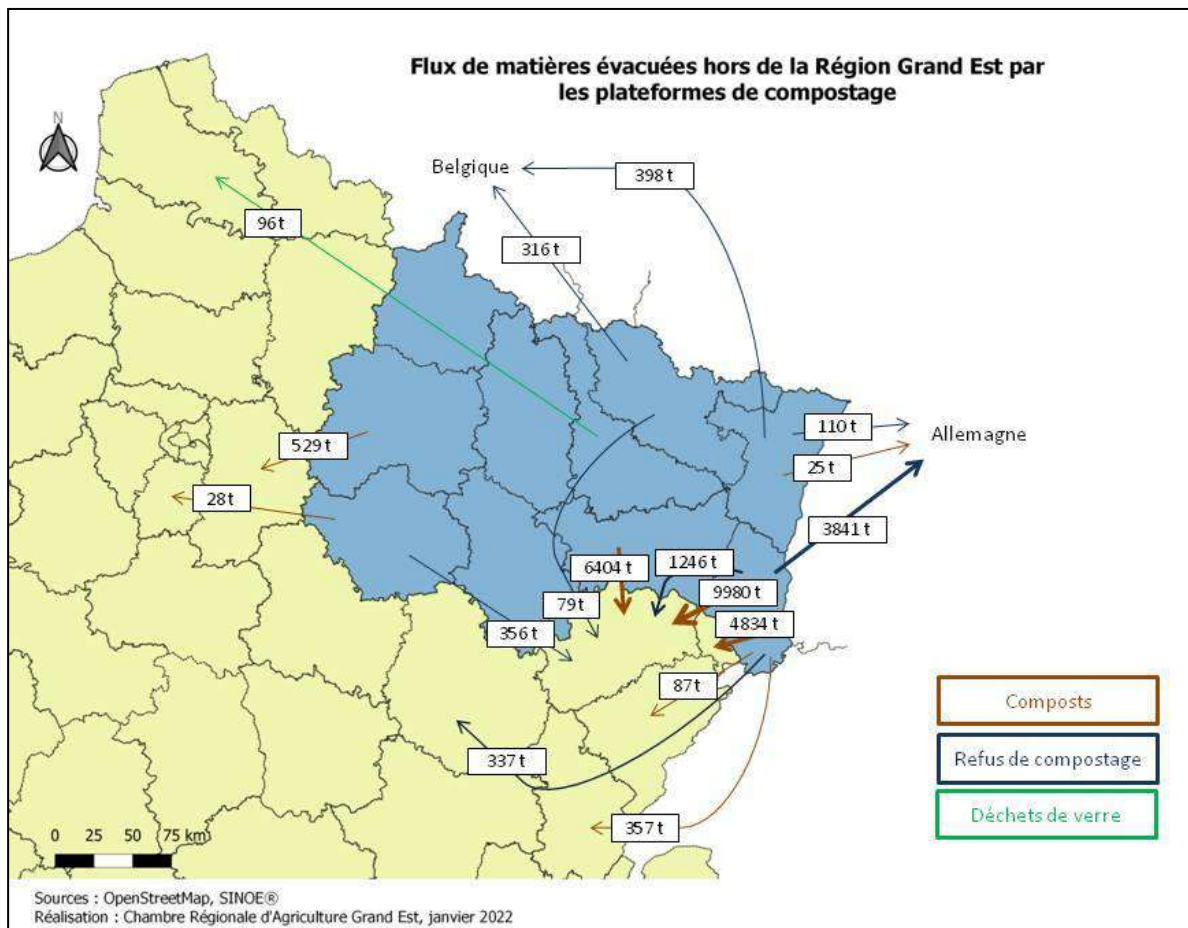 Flux de matières évacuées hors de la Région Grand Est par
les plateformes de compostage
N
Belgique
398 t
96 t
316 t
110 t
Allemagne
529 t
25 t
28 t
3841 t
6404 t
1246 t
9980 t
79 t
4834 t
356 t
87 t
337 t
357 t
Composts
Refus de compostage
Déchets de verre
0 25 50 75 km
Sources : OpenStreetMap, SINOE®
Réalisation : Chambre Régionale d'Agriculture Grand Est, janvier 2022